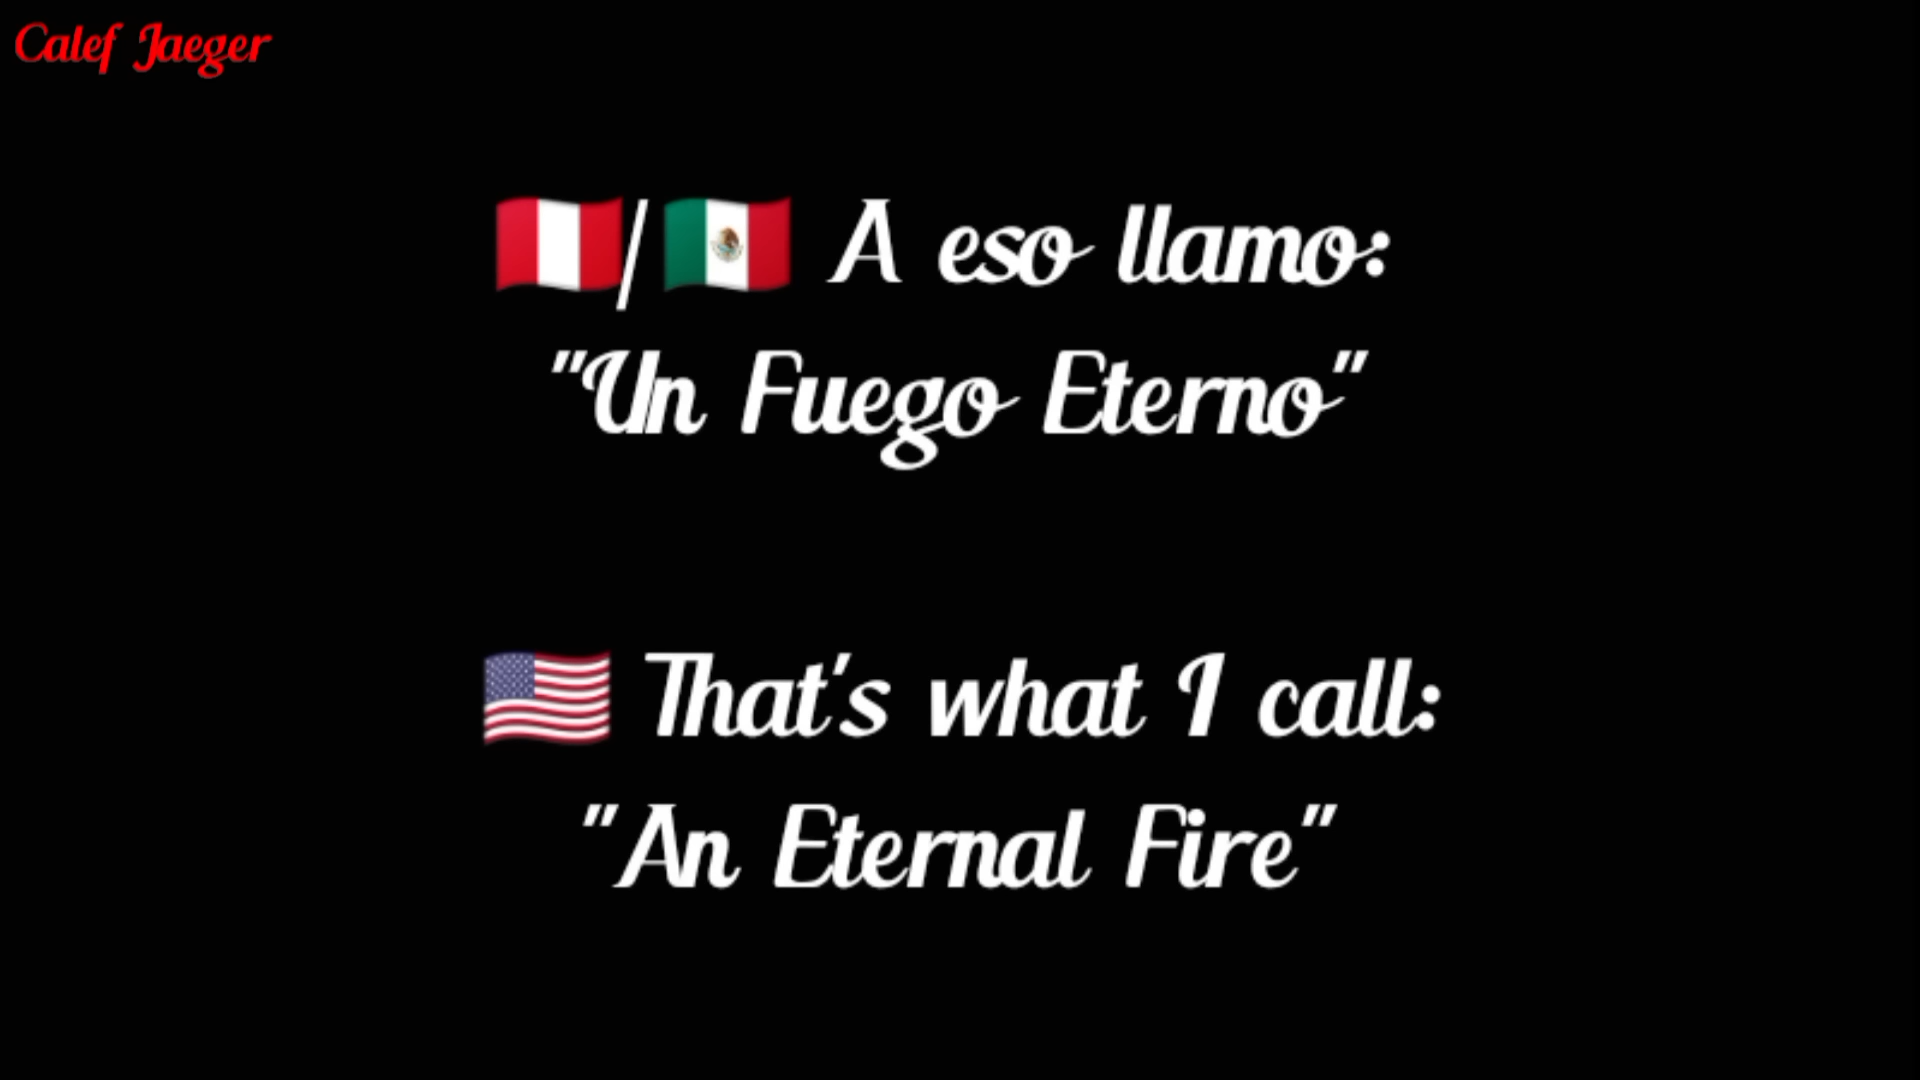 Calef Jaeger
🇵🇪/🇲🇽 A eso llamo:
"Un Fuego Eterno"
🇺🇸 That's what I call:
"An Eternal Fire"